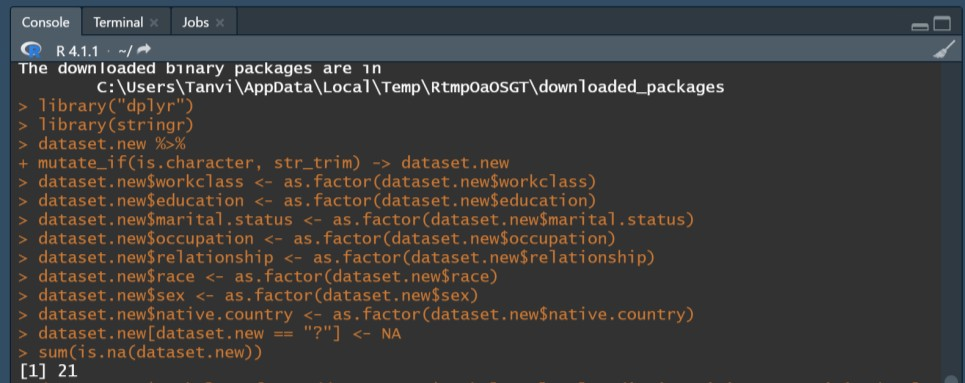 Console Terminal × Jobs ×
R 4.1.1 · ~/
The downloaded binary packages are in
C:\Users\Tanvi\AppData\Local\Temp\RtmpOaOSGT\downloaded_packages
> library("dplyr")
> library(stringr)
> dataset.new %>%
+ mutate_if(is.character, str_trim) -> dataset.new
> dataset.new$workclass <- as.factor(dataset.new$workclass)
> dataset.new$education <- as.factor(dataset.new$education)
> dataset.new$marital.status <- as.factor(dataset.new$marital.status)
> dataset.new$occupation <- as.factor(dataset.new$occupation)
> dataset.new$relationship <- as.factor(dataset.new$relationship)
> dataset.new$race <- as.factor(dataset.new$race)
> dataset.new$sex <- as.factor(dataset.new$sex)
> dataset.new$native.country <- as.factor(dataset.new$native.country)
> dataset.new[dataset.new == "?"] <- NA
> sum(is.na(dataset.new))
[1] 21